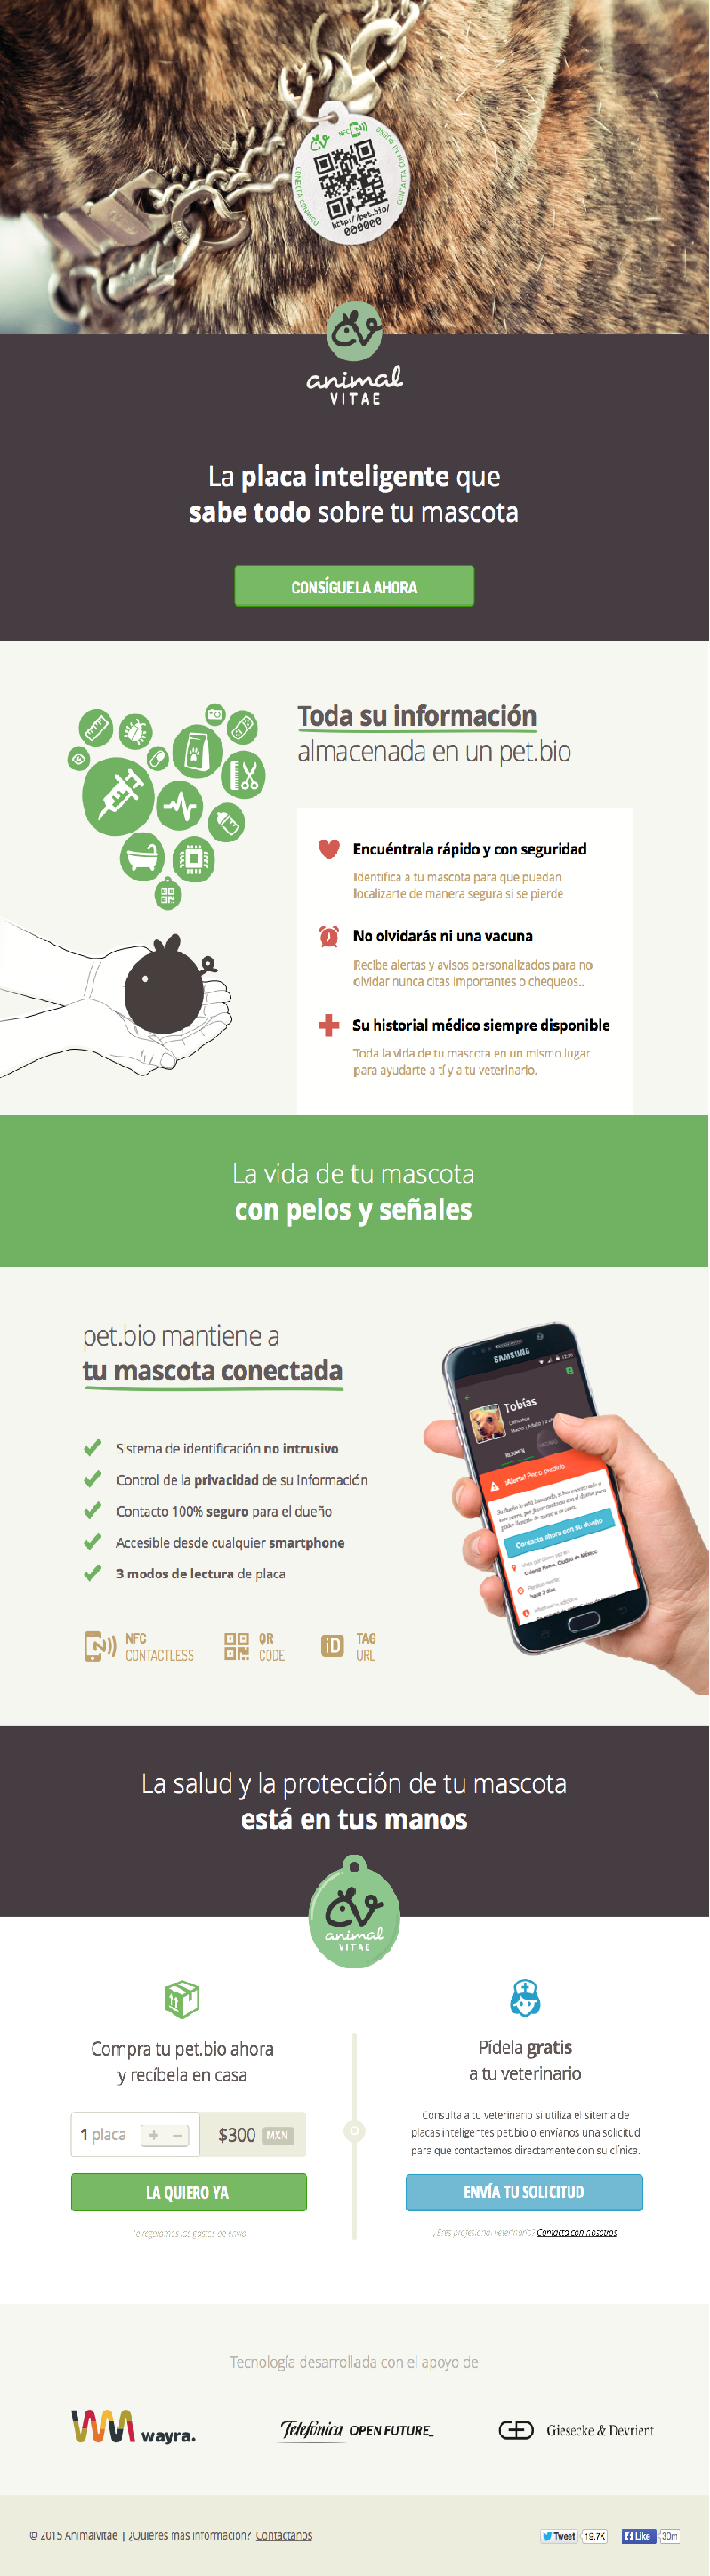 CONECTA CONMIGO
http://pet.bio/
000000
animal
VITAE
La placa inteligente que
sabe todo sobre tu mascota
CONSÍGUELA AHORA
Toda su información
almacenada en un pet.bio
Encuéntrala rápido y con seguridad
Identifica a tu mascota para que puedan
localizarte de manera segura si se pierde
No olvidarás ni una vacuna
Recibe alertas y avisos personalizados para no
olvidar nunca citas importantes o chequeos..
Su historial médico siempre disponible
Toda la vida de tu mascota en un mismo lugar
para ayudarte a tí y a tu veterinario.
La vida de tu mascota
con pelos y señales
pet.bio mantiene a
tu mascota conectada
Sistema de identificación no intrusivo
Control de la privacidad de su información
Contacto 100% seguro para el dueño
Accesible desde cualquier smartphone
3 modos de lectura de placa
NFC
CONTACTLESS
QR
CODE
iD
TAG
URL
SAMSUNG
12:30
Tobías
Chihuahua
RESUMEN
¡Alerta! Perro perdido
Contacta ahora con su dueño
La salud y la protección de tu mascota
está en tus manos
animal
VITAE
Compra tu pet.bio ahora
y recíbela en casa
1 placa + - $300 MXN
LA QUIERO YA
Te regalamos los gastos de envío
Pídela gratis
a tu veterinario
Consulta a tu veterinario si utiliza el sitema de
placas inteligentes pet.bio o envíanos una solicitud
para que contactemos directamente con su clínica.
ENVÍA TU SOLICITUD
¿Eres profesional veterinario? Contacta con nosotros
Tecnología desarrollada con el apoyo de
wayra.
Telefónica OPEN FUTURE_
Giesecke & Devrient
© 2015 Animalvitae | ¿Quiéres más información? Contáctanos
Tweet 19.7K
Like 30m